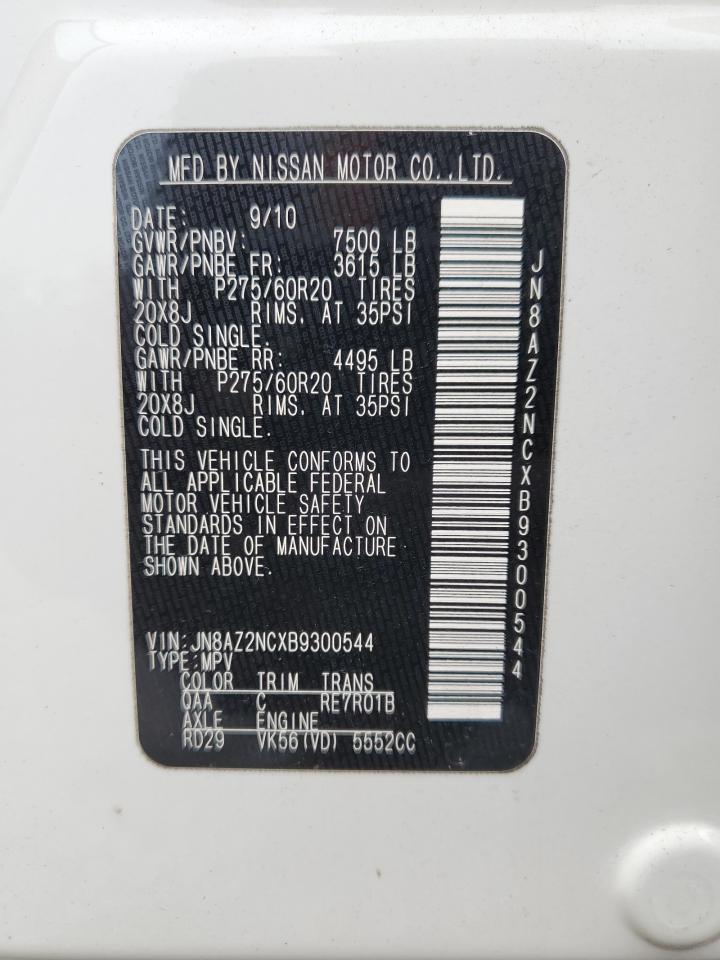 MFD BY NISSAN MOTOR CO.,LTD.
DATE: 9/10
GVWR/PNBV: 7500 LB
GAWR/PNBE FR: 3615 LB
WITH P275/60R20 TIRES
20X8J RIMS, AT 35PSI
COLD SINGLE.
GAWR/PNBE RR: 4495 LB
WITH P275/60R20 TIRES
20X8J RIMS, AT 35PSI
COLD SINGLE.
THIS VEHICLE CONFORMS TO
ALL APPLICABLE FEDERAL
MOTOR VEHICLE SAFETY
STANDARDS IN EFFECT ON
THE DATE OF MANUFACTURE
SHOWN ABOVE.
VIN:JN8AZ2NCXB9300544
TYPE:MPV
COLOR TRIM TRANS
QAA C RE7R01B
AXLE ENGINE
RD29 VK56(VD) 5552CC
JN8AZ2NCXB9300544